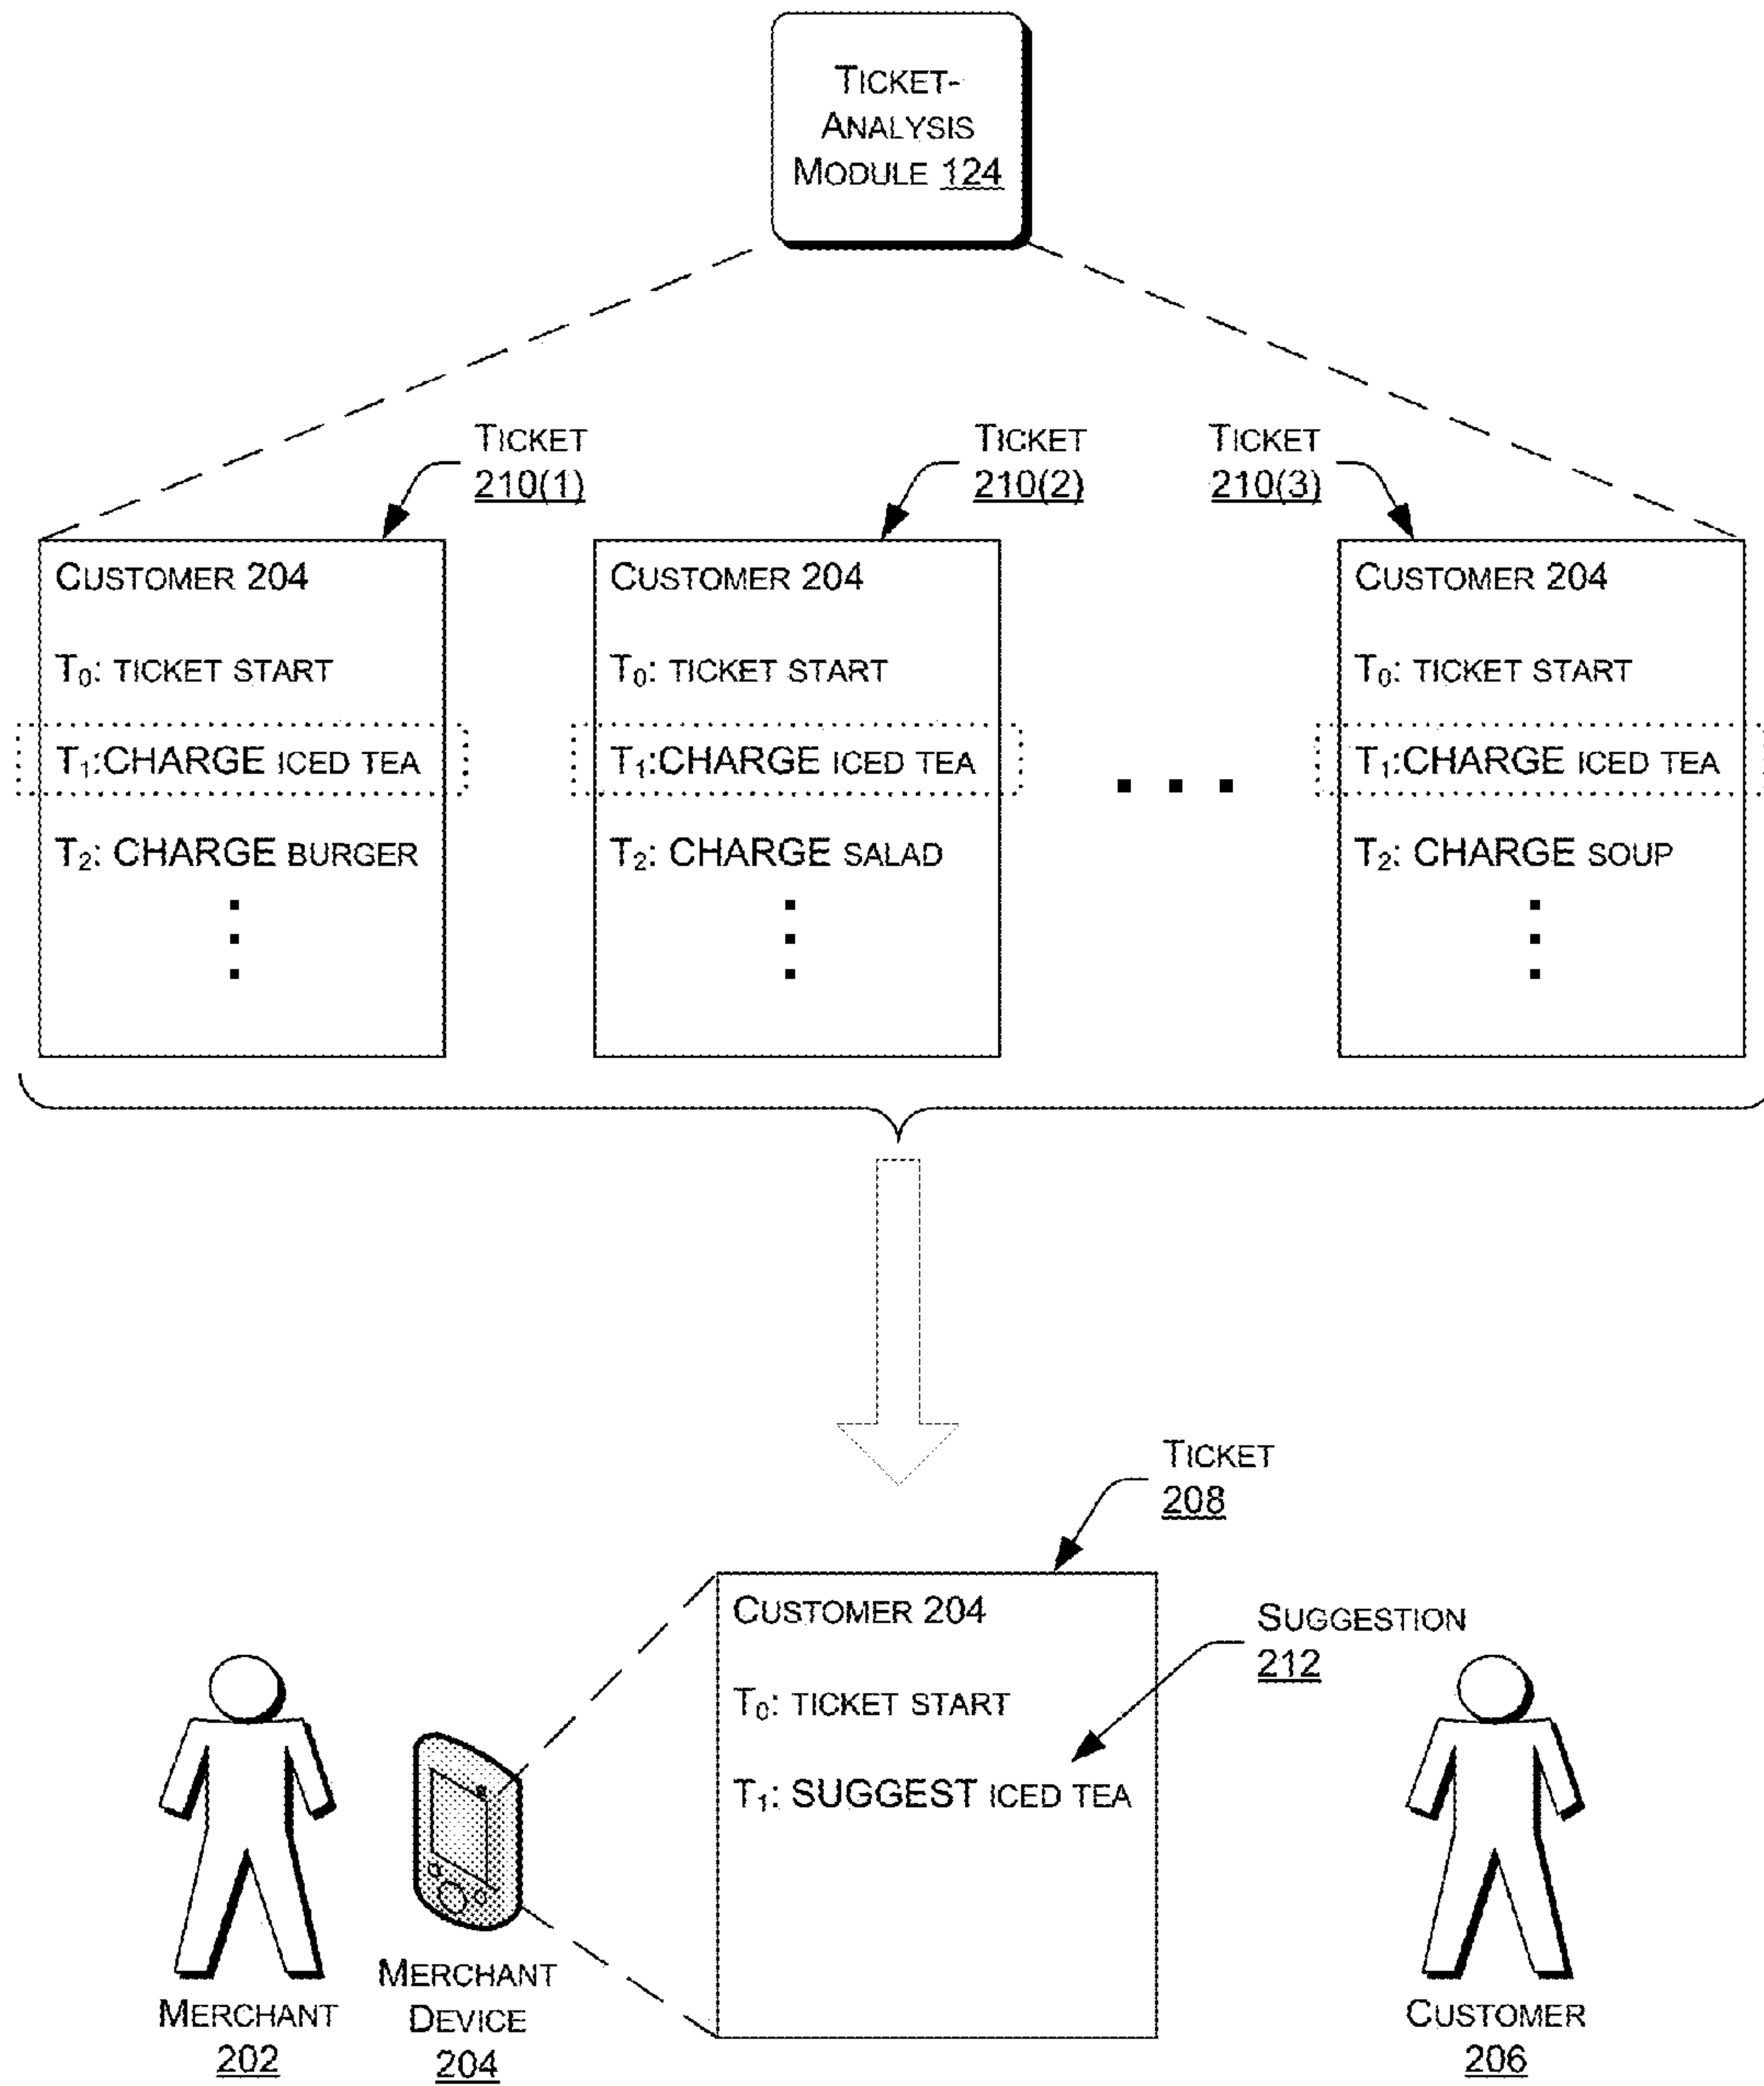 TICKET-
ANALYSIS
MODULE 124
TICKET
210(1)
TICKET
210(2)
TICKET
210(3)
CUSTOMER 204
T₀: TICKET START
T₁:CHARGE ICED TEA
T₂: CHARGE BURGER
CUSTOMER 204
T₀: TICKET START
T₁:CHARGE ICED TEA
T₂: CHARGE SALAD
CUSTOMER 204
T₀: TICKET START
T₁:CHARGE ICED TEA
T₂: CHARGE SOUP
TICKET
208
CUSTOMER 204
T₀: TICKET START
T₁: SUGGEST ICED TEA
SUGGESTION
212
MERCHANT
202
MERCHANT
DEVICE
204
CUSTOMER
206